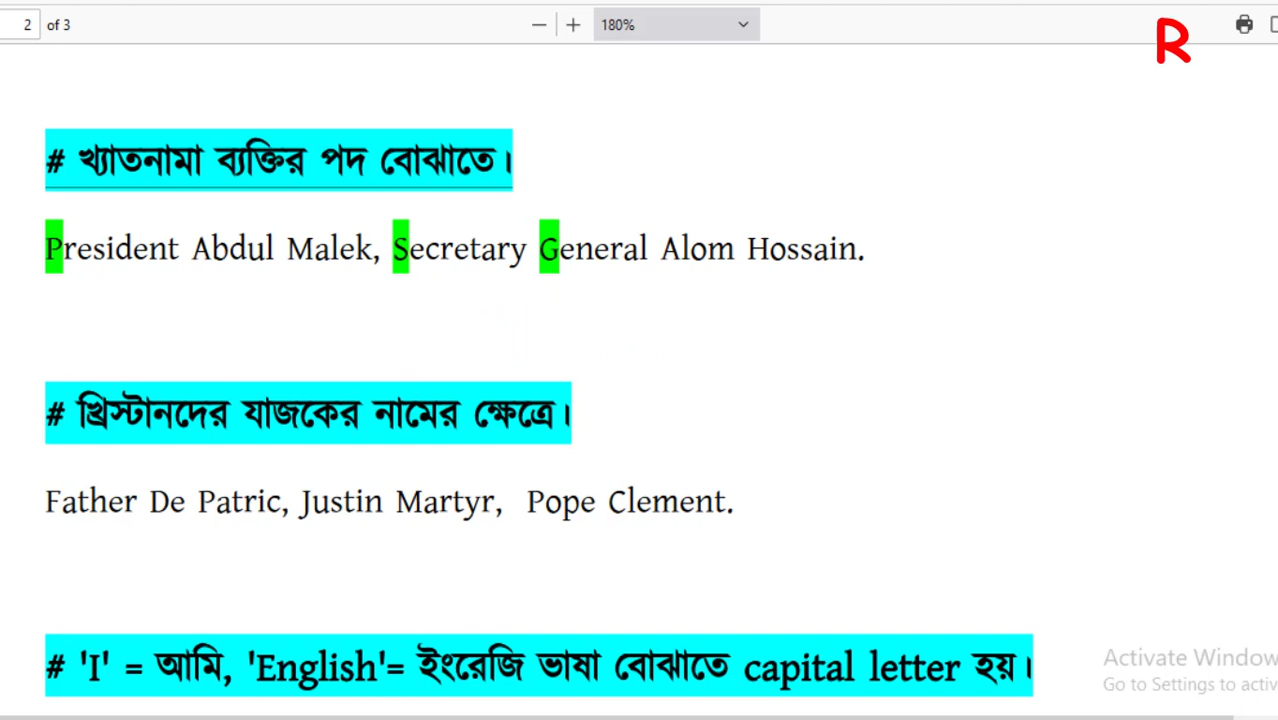 2 of 3 180%
R
# খ্যাতনামা ব্যক্তির পদ বোঝাতে।
President Abdul Malek, Secretary General Alom Hossain.
# খ্রিস্টানদের যাজকের নামের ক্ষেত্রে।
Father De Patric, Justin Martyr, Pope Clement.
# 'I' = আমি, 'English'= ইংরেজি ভাষা বোঝাতে capital letter হয়।
Activate Window
Go to Settings to activ